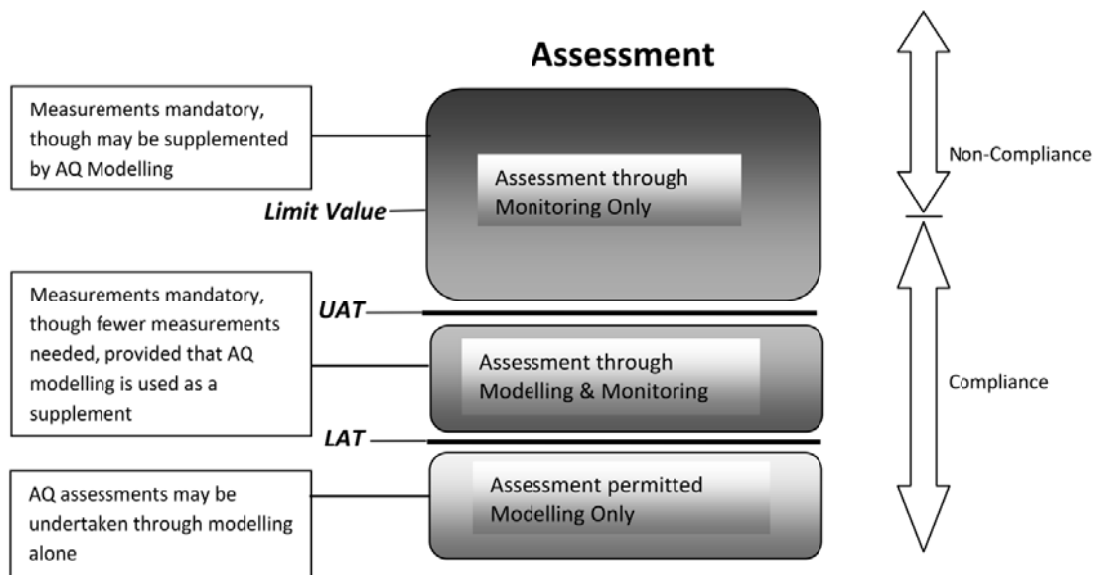 Assessment
Measurements mandatory,
though may be supplemented
by AQ Modelling
Assessment through
Monitoring Only
Non-Compliance
Limit Value
Measurements mandatory,
though fewer measurements
needed, provided that AQ
modelling is used as a
supplement
UAT
Assessment through
Modelling & Monitoring
Compliance
LAT
AQ assessments may be
undertaken through modelling
alone
Assessment permitted
Modelling Only